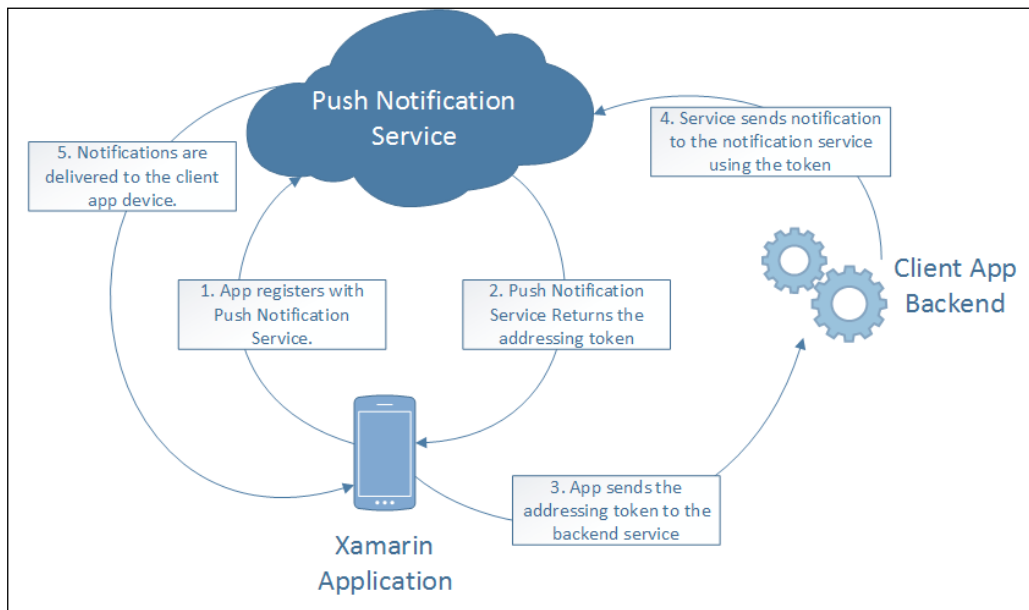 Push Notification
Service
5. Notifications are
delivered to the client
app device.
4. Service sends notification
to the notification service
using the token
1. App registers with
Push Notification
Service.
2. Push Notification
Service Returns the
addressing token
Client App
Backend
3. App sends the
addressing token to the
backend service
Xamarin
Application